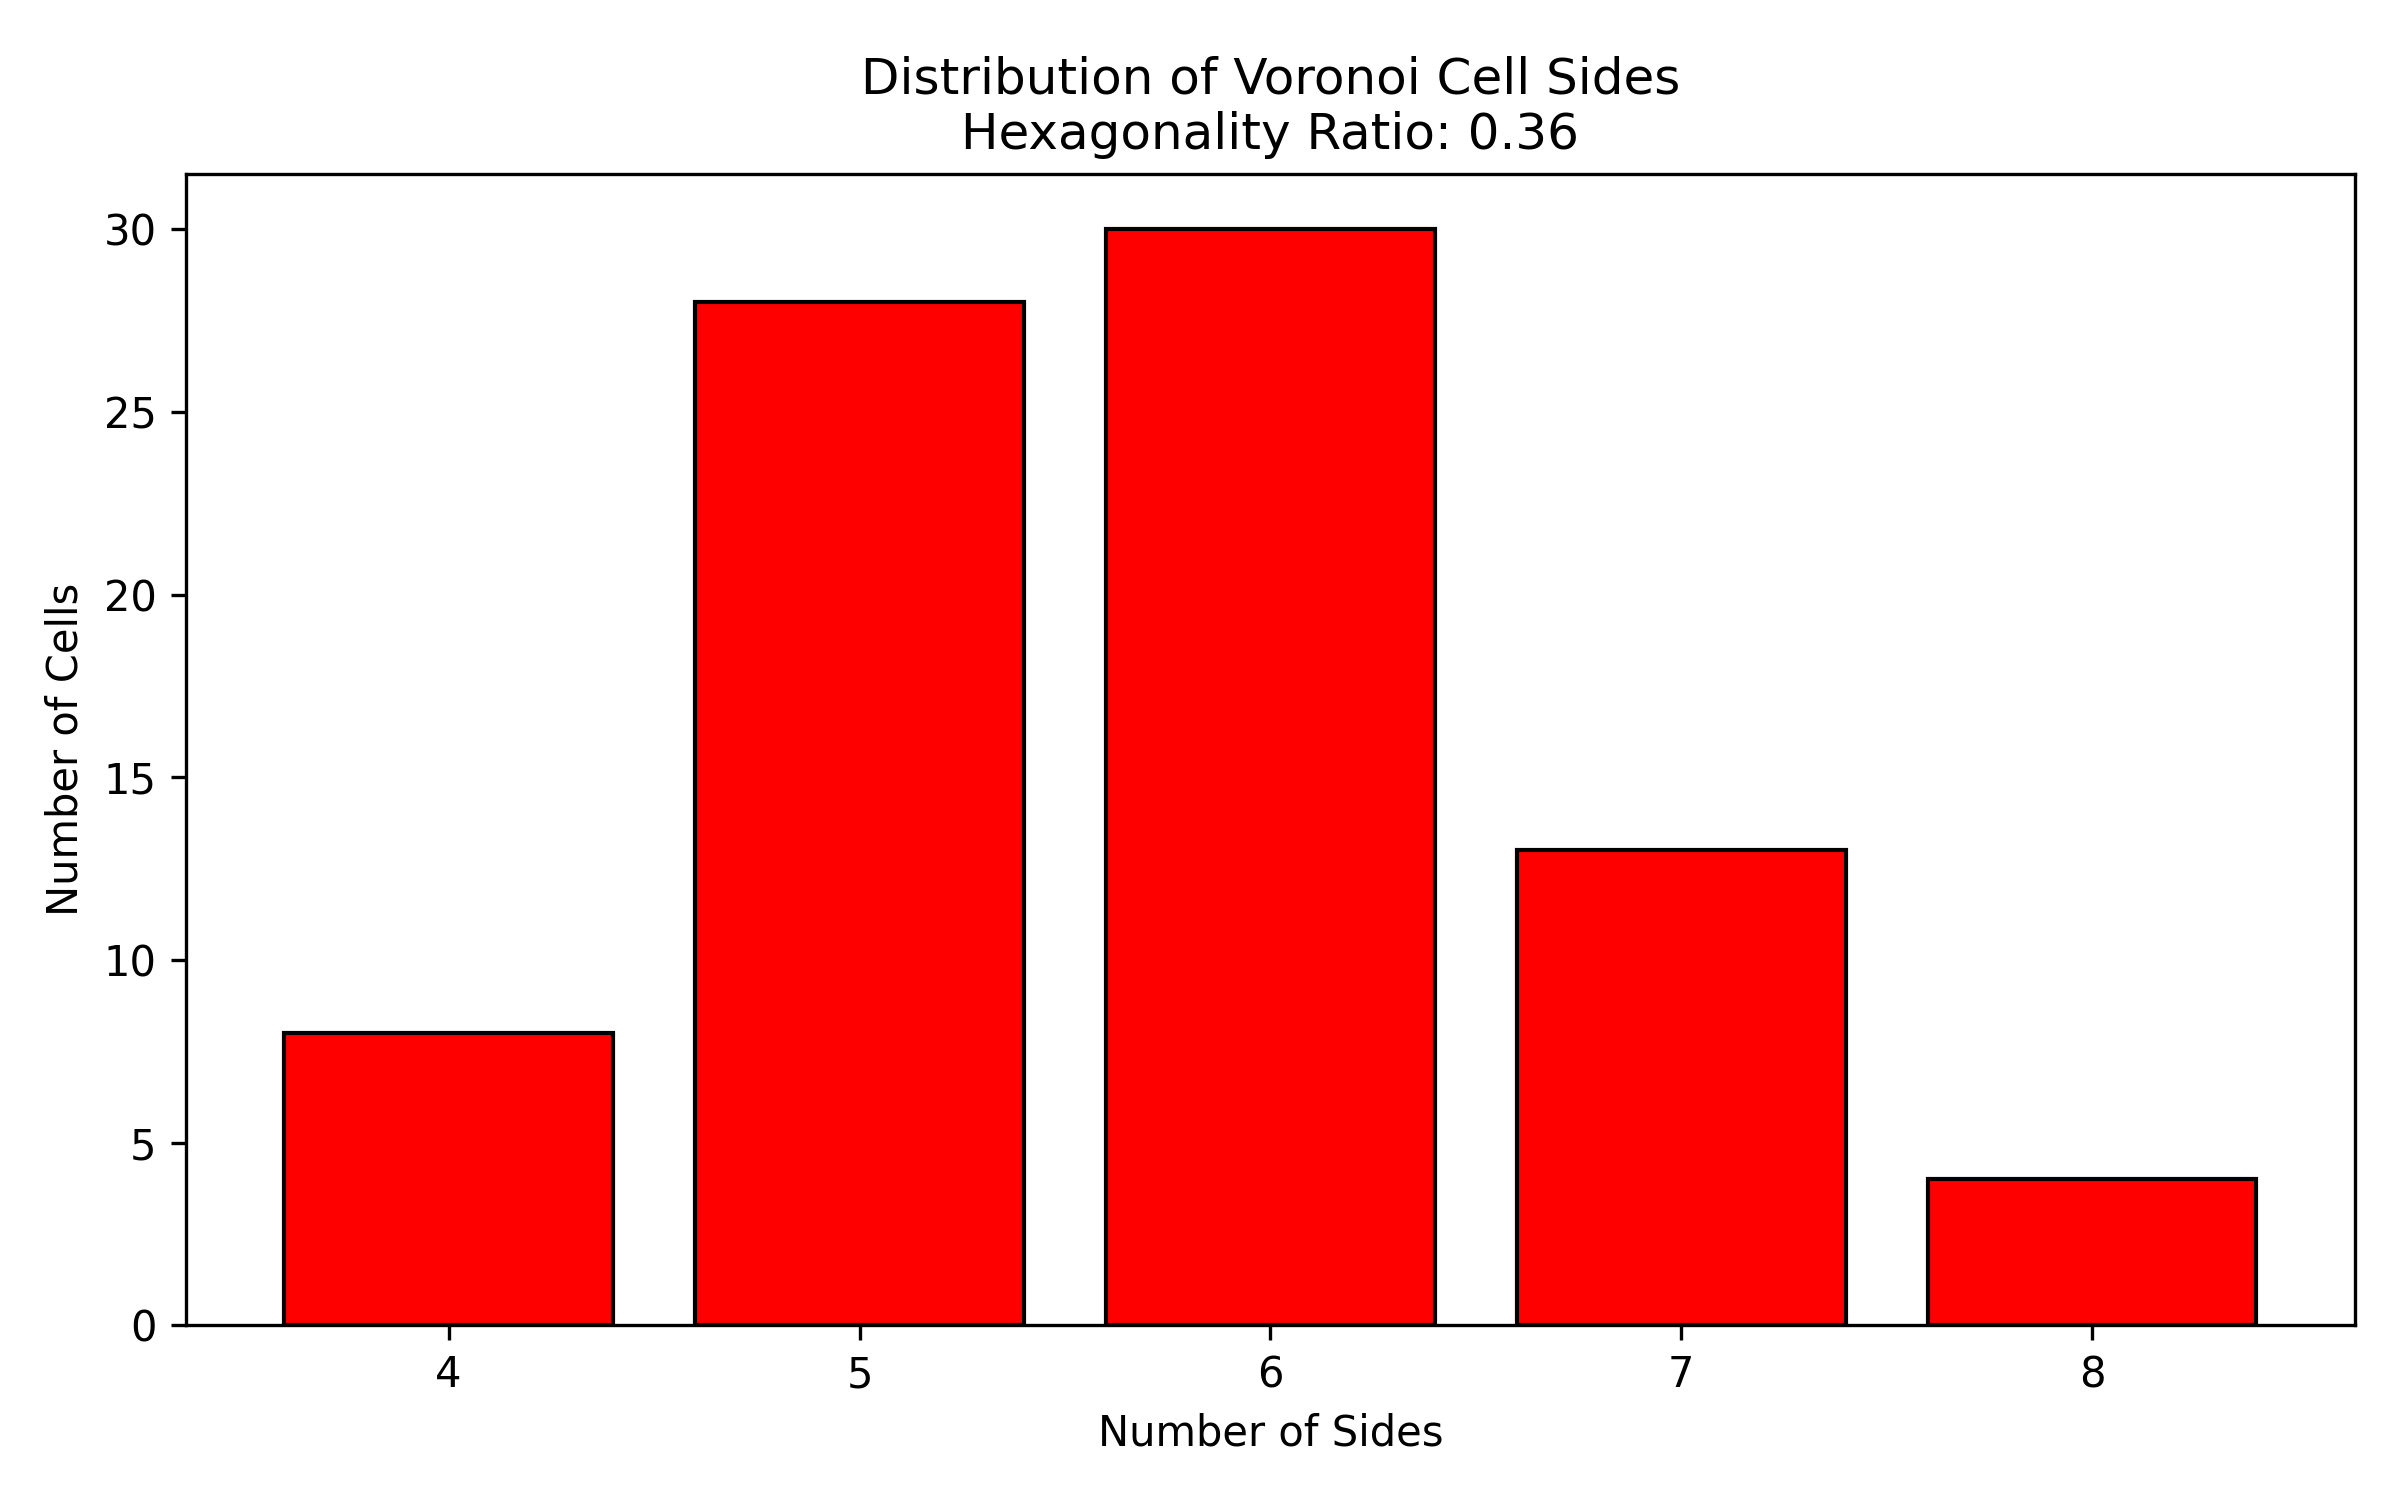 Distribution of Voronoi Cell Sides
Hexagonality Ratio: 0.36
30
25
20
15
10
5
0
Number of Cells
4 5 6 7 8
Number of Sides